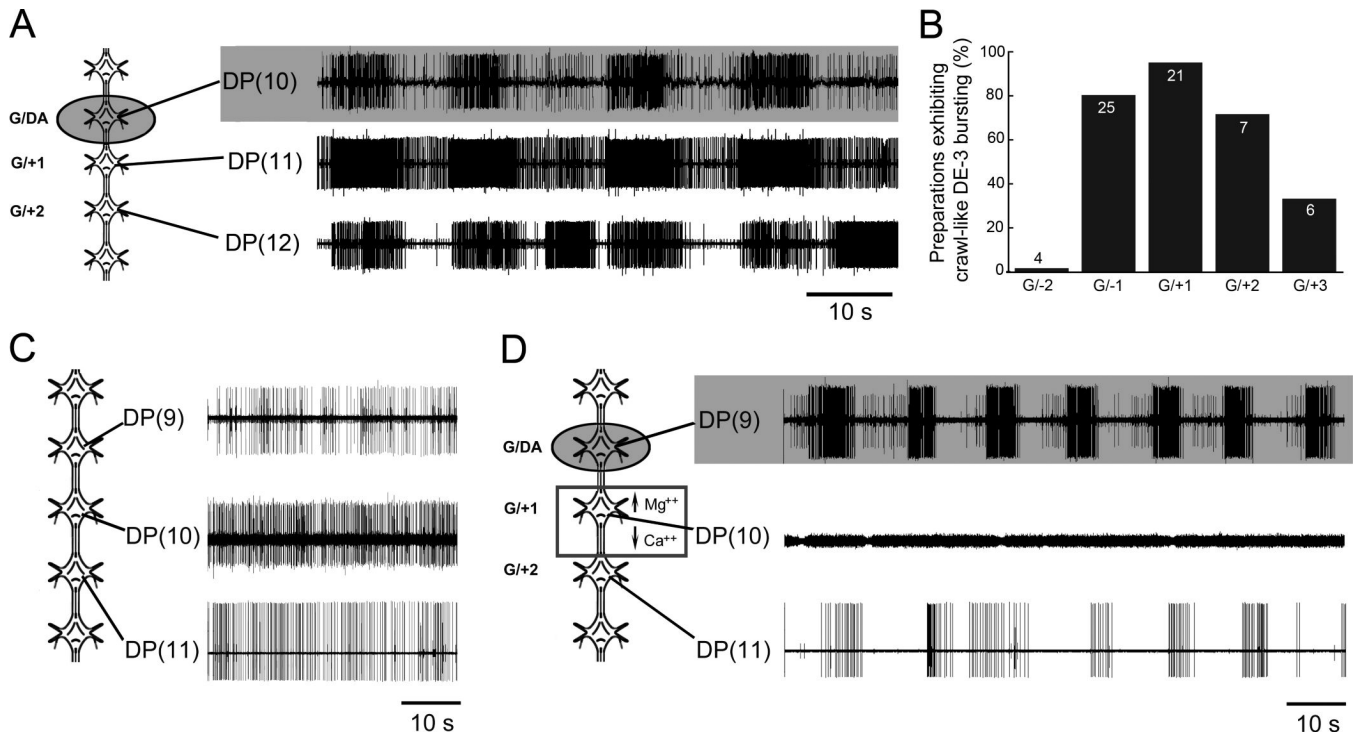 A
G/DA
G/+1
G/+2
DP(10)
DP(11)
DP(12)
10 s
B
Preparations exhibiting
crawl-like DE-3 bursting (%)
100
80
60
40
20
0
4
25
21
7
6
G/-2
G/-1
G/+1
G/+2
G/+3
C
DP(9)
DP(10)
DP(11)
10 s
D
G/DA
G/+1
G/+2
Mg++
Ca++
DP(9)
DP(10)
DP(11)
10 s